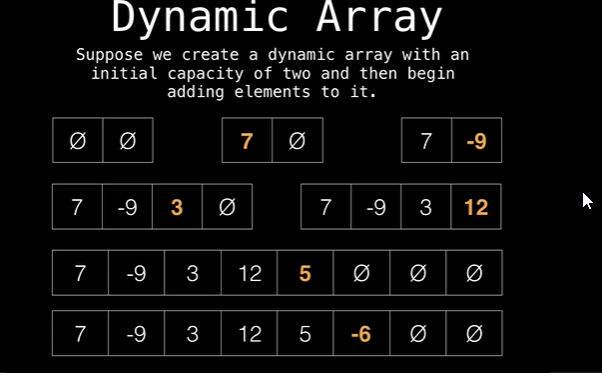 Dynamic Array
Suppose we create a dynamic array with an
initial capacity of two and then begin
adding elements to it.
Ø Ø 7 Ø 7 -9
7 -9 3 Ø 7 -9 3 12
7 -9 3 12 5 Ø Ø Ø
7 -9 3 12 5 -6 Ø Ø